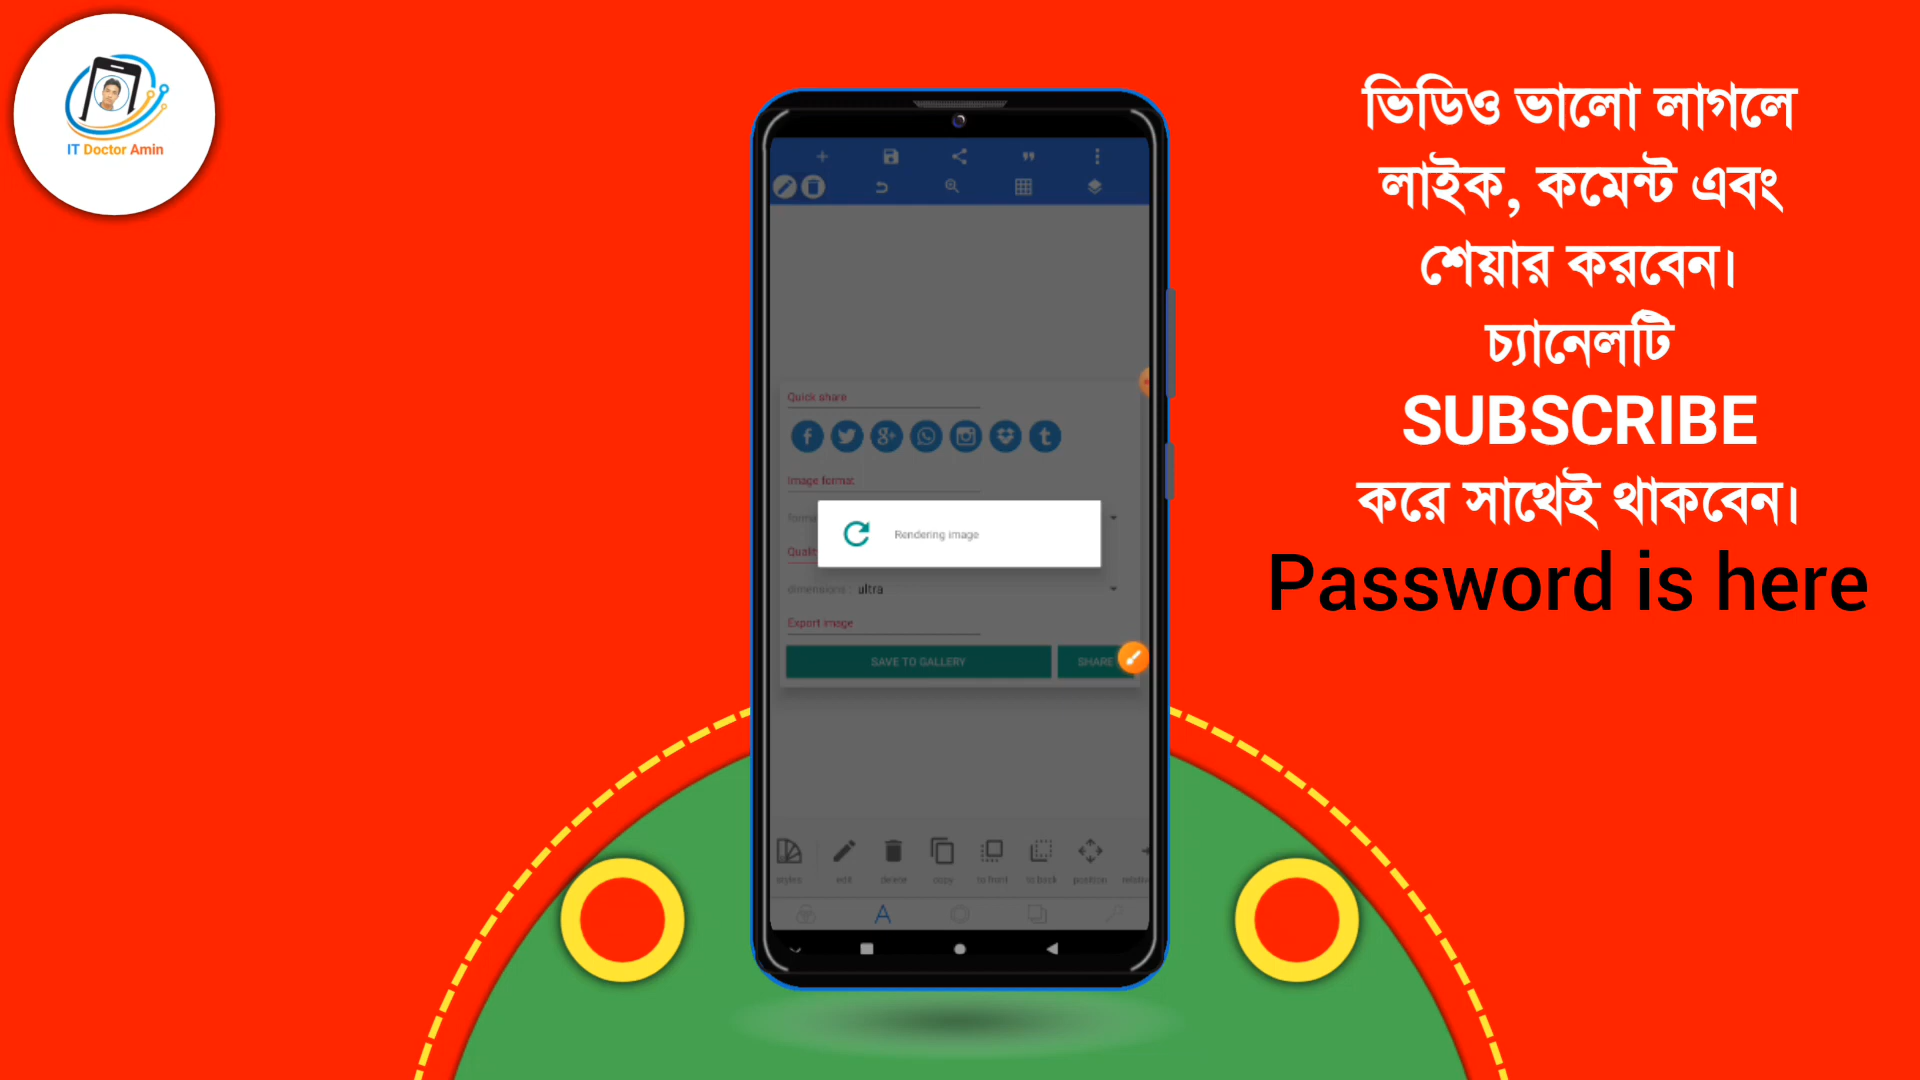 IT Doctor Amin
ভিডিও ভালো লাগলে
লাইক, কমেন্ট এবং
শেয়ার করবেন।
চ্যানেলটি
SUBSCRIBE
করে সাথেই থাকবেন।
Password is here
Quick share
Image format
Rendering image
dimensions : ultra
Export image
SAVE TO GALLERY
SHARE
styles
edit
delete
copy
to front
to back
position